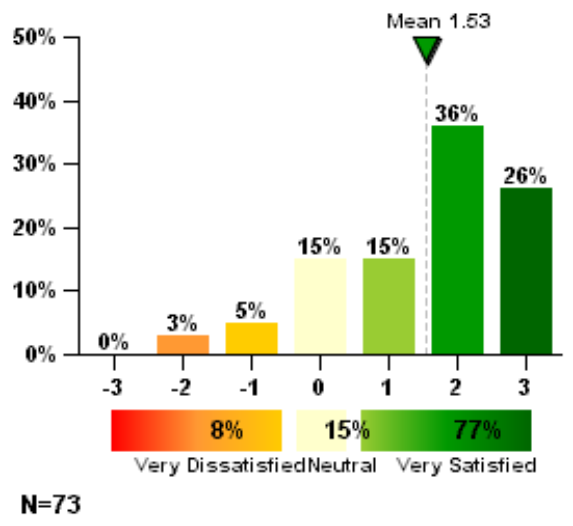 Mean 1.53
50%
40%
36%
30%
26%
20%
15% 15%
10%
5%
3%
0%
0%
-3 -2 -1 0 1 2 3
8% 15% 77%
Very Dissatisfied Neutral Very Satisfied
N=73